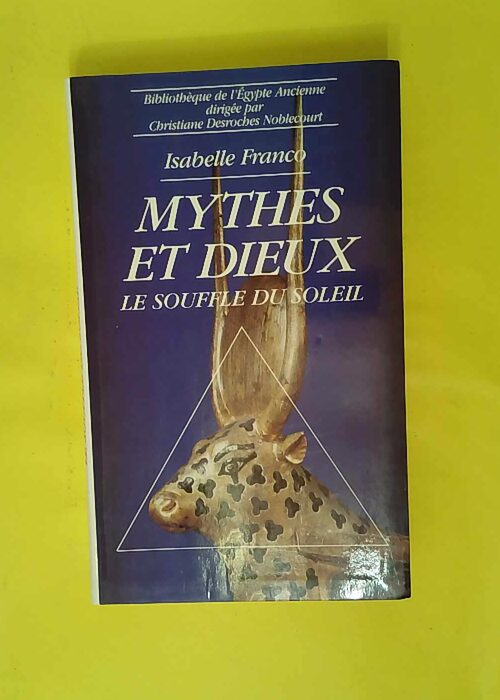 Bibliothèque de l'Égypte Ancienne
dirigée par
Christiane Desroches Noblecourt
Isabelle Franco
MYTHES
ET DIEUX
LE SOUFFLE DU SOLEIL